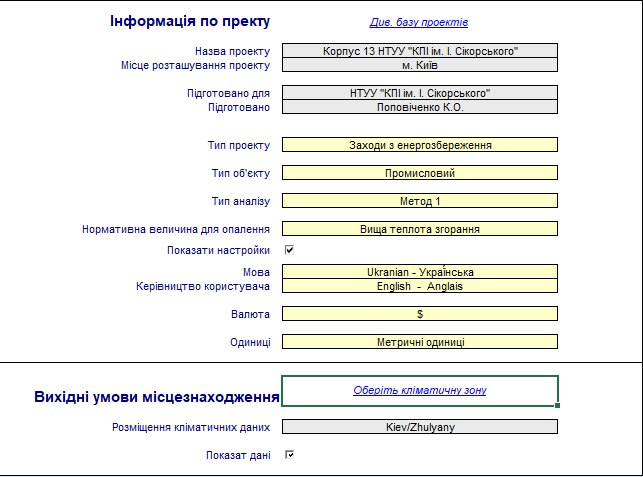 Інформація по пректу Див. базу проектів
Назва проекту Корпус 13 НТУУ "КПІ ім. І. Сікорського"
Місце розташування проекту м. Київ
Підготовано для НТУУ "КПІ ім. І. Сікорського"
Підготовано Поповіченко К.О.
Тип проекту Заходи з енергозбереження
Тип об'єкту Промисловий
Тип аналізу Метод 1
Нормативна величина для опалення Вища теплота згорання
Показати настройки
Мова Ukranian - Українська
Керівництво користувача English - Anglais
Валюта $
Одиниці Метричні одиниці
Вихідні умови місцезнаходження Оберіть кліматичну зону
Розміщення кліматичних даних Kiev/Zhulyany
Показат дані